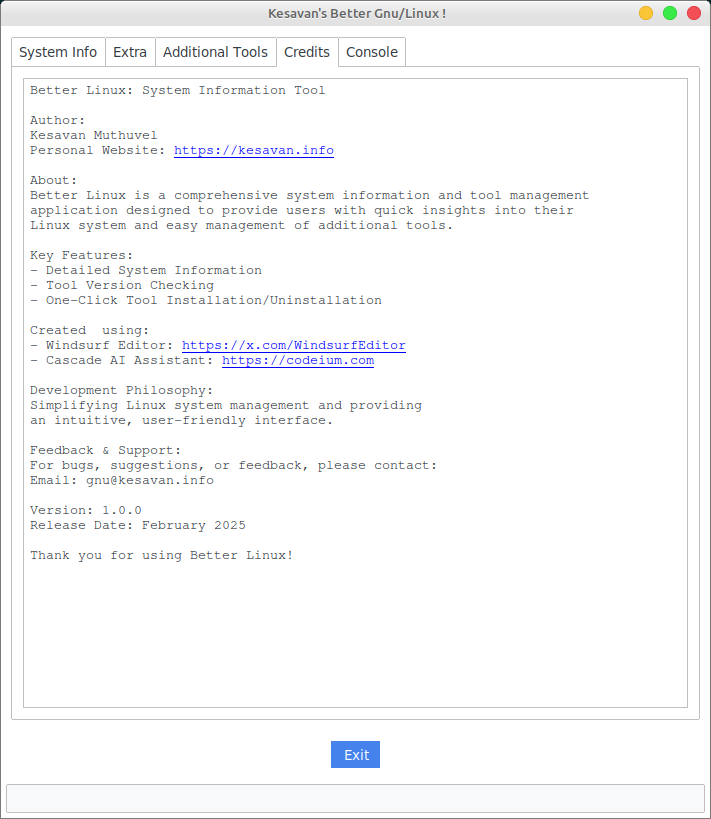 Kesavan's Better Gnu/Linux !
System Info Extra Additional Tools Credits Console
Better Linux: System Information Tool
Author:
Kesavan Muthuvel
Personal Website: https://kesavan.info
About:
Better Linux is a comprehensive system information and tool management
application designed to provide users with quick insights into their
Linux system and easy management of additional tools.
Key Features:
- Detailed System Information
- Tool Version Checking
- One-Click Tool Installation/Uninstallation
Created  using:
- Windsurf Editor: https://x.com/WindsurfEditor
- Cascade AI Assistant: https://codeium.com
Development Philosophy:
Simplifying Linux system management and providing
an intuitive, user-friendly interface.
Feedback & Support:
For bugs, suggestions, or feedback, please contact:
Email: gnu@kesavan.info
Version: 1.0.0
Release Date: February 2025
Thank you for using Better Linux!
Exit